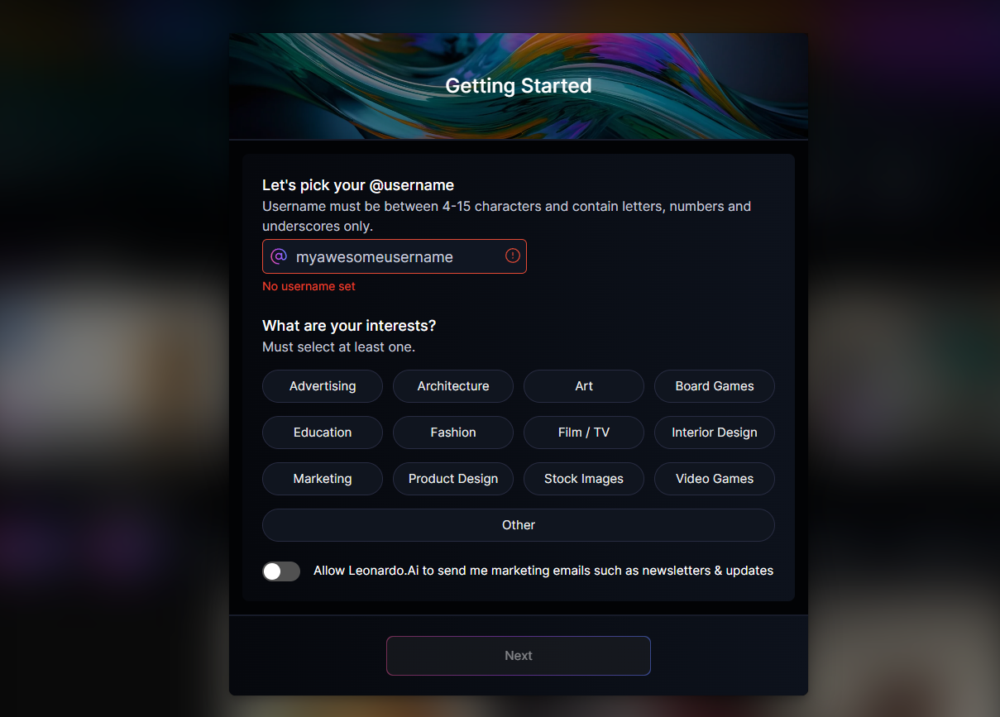 Getting Started
Let's pick your @username
Username must be between 4-15 characters and contain letters, numbers and
underscores only.
@ myawesomeusername
No username set
What are your interests?
Must select at least one.
Advertising Architecture Art Board Games
Education Fashion Film / TV Interior Design
Marketing Product Design Stock Images Video Games
Other
Allow Leonardo.Ai to send me marketing emails such as newsletters & updates
Next